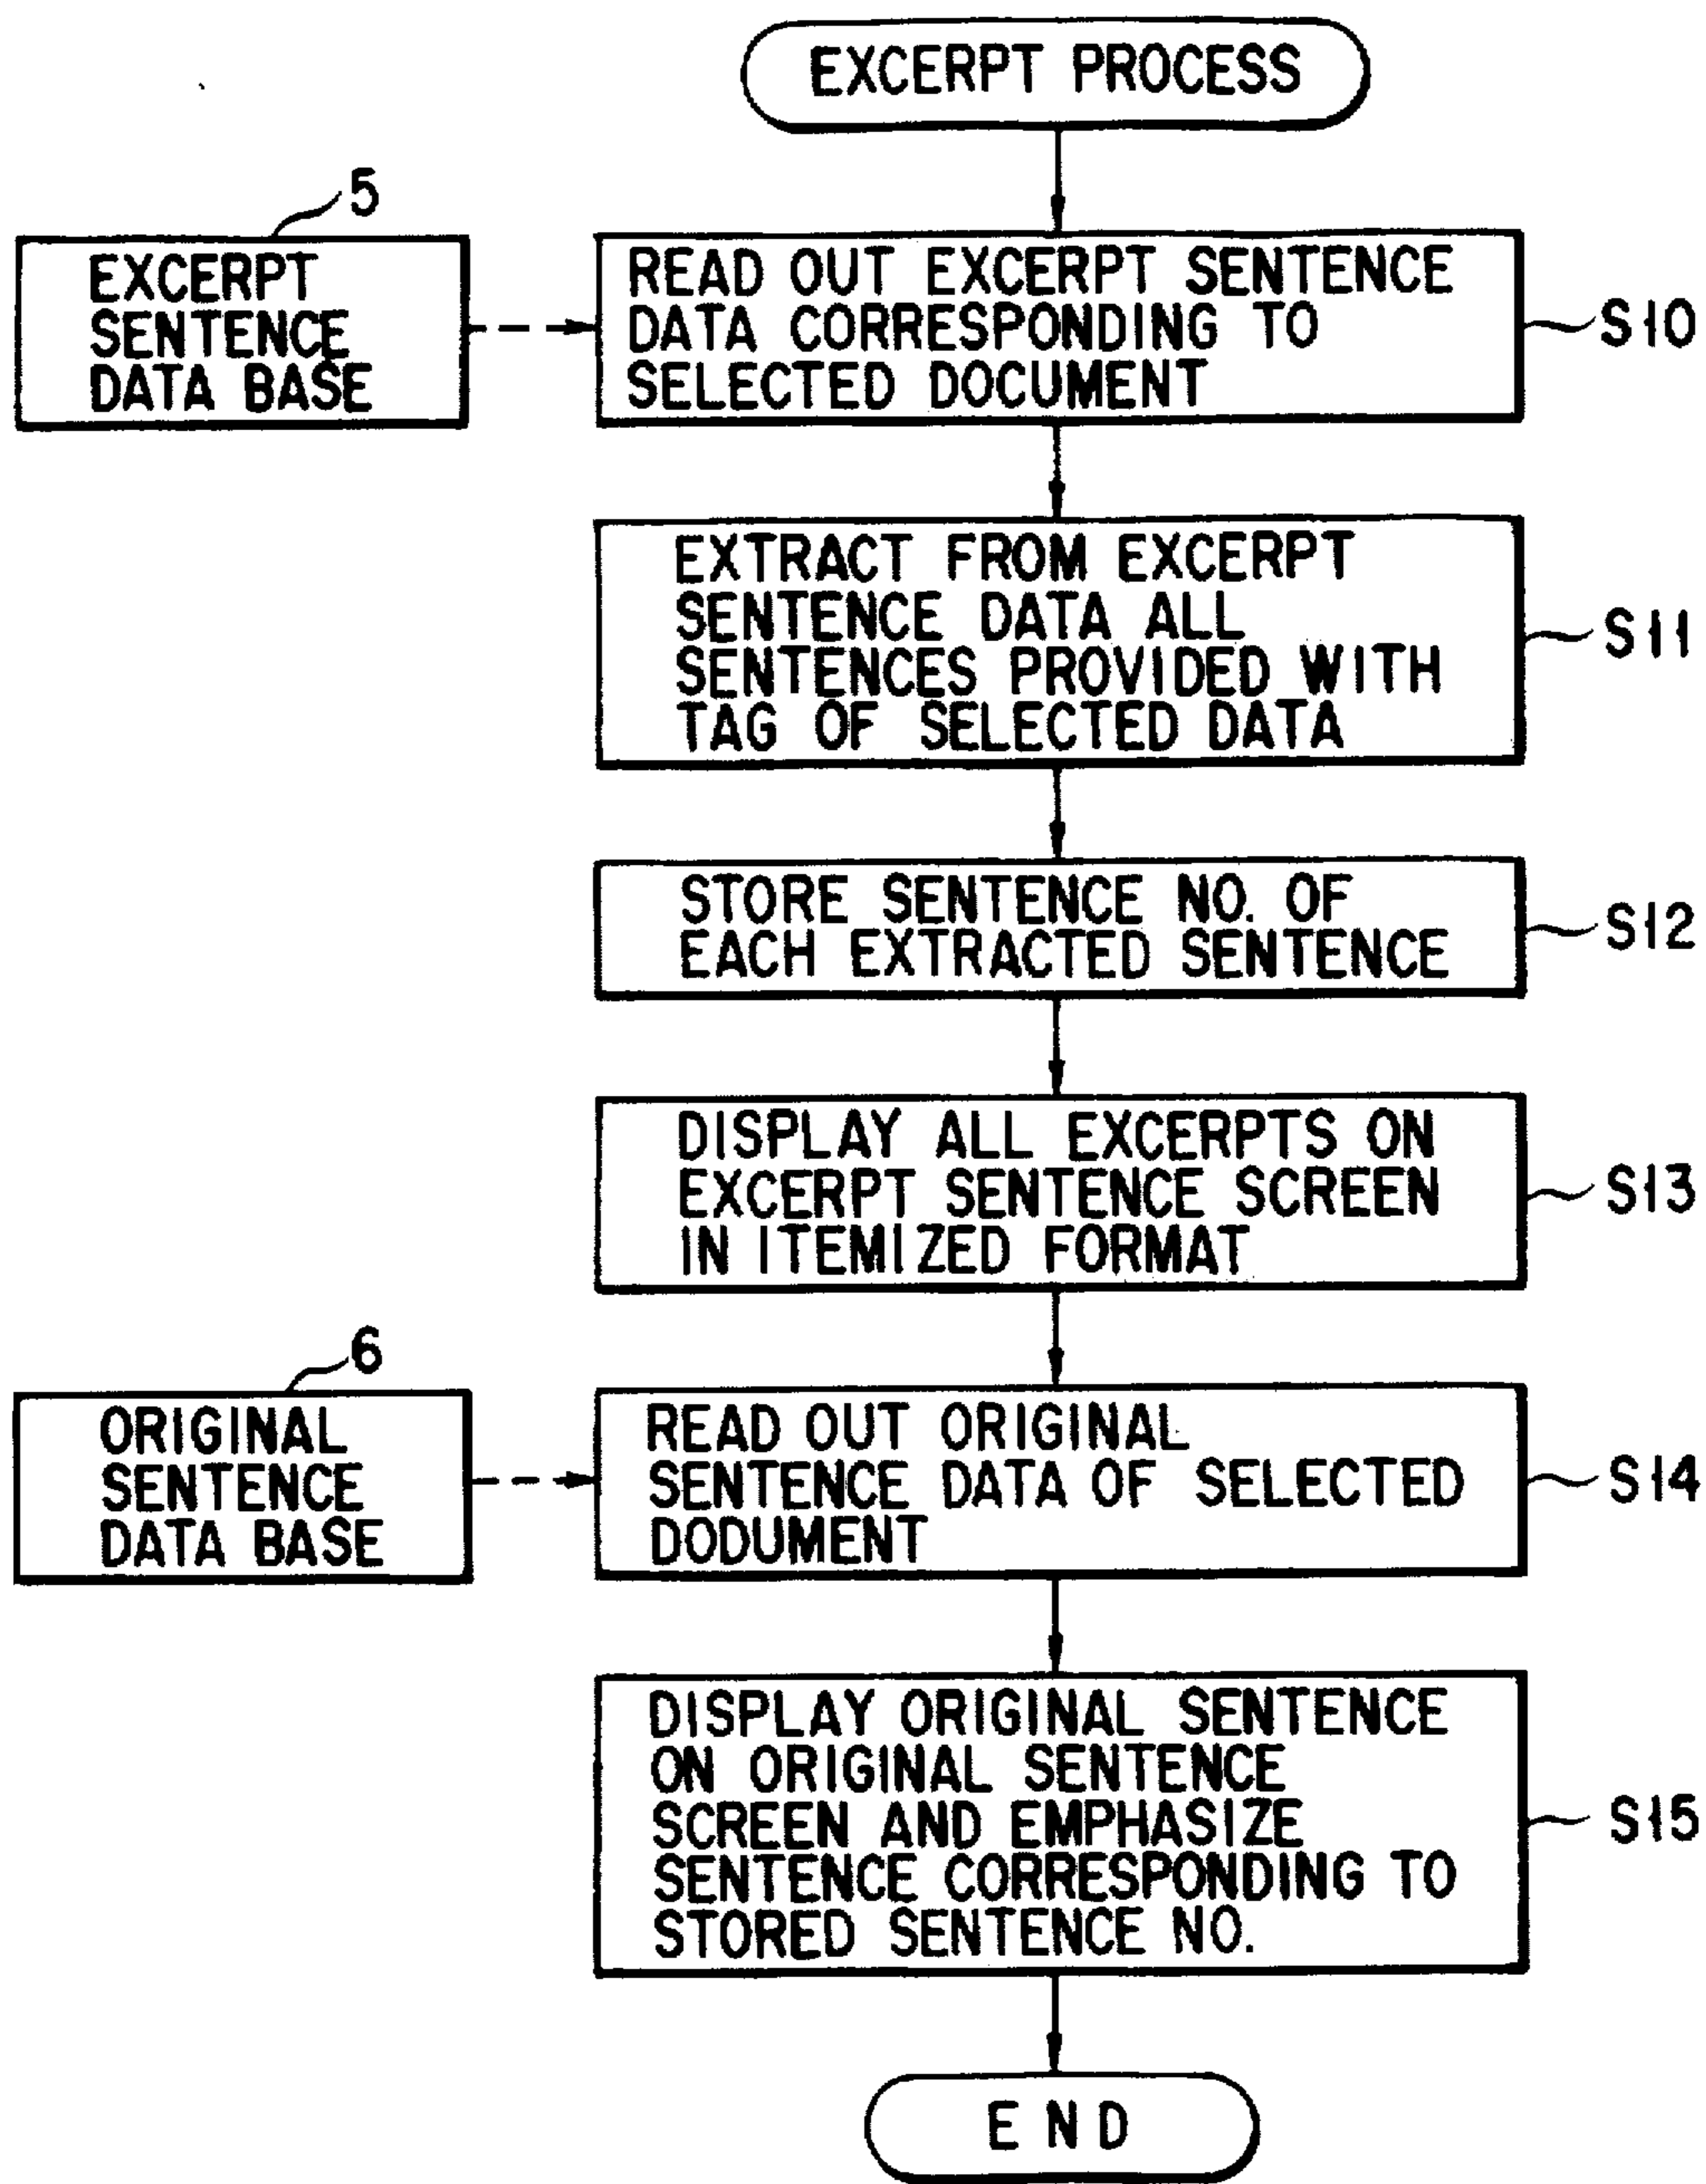 EXCERPT PROCESS
5
EXCERPT
SENTENCE
DATA BASE
READ OUT EXCERPT SENTENCE
DATA CORRESPONDING TO
SELECTED DOCUMENT
S10
EXTRACT FROM EXCERPT
SENTENCE DATA ALL
SENTENCES PROVIDED WITH
TAG OF SELECTED DATA
S11
STORE SENTENCE NO. OF
EACH EXTRACTED SENTENCE
S12
DISPLAY ALL EXCERPTS ON
EXCERPT SENTENCE SCREEN
IN ITEMIZED FORMAT
S13
6
ORIGINAL
SENTENCE
DATA BASE
READ OUT ORIGINAL
SENTENCE DATA OF SELECTED
DODUMENT
S14
DISPLAY ORIGINAL SENTENCE
ON ORIGINAL SENTENCE
SCREEN AND EMPHASIZE
SENTENCE CORRESPONDING TO
STORED SENTENCE NO.
S15
END